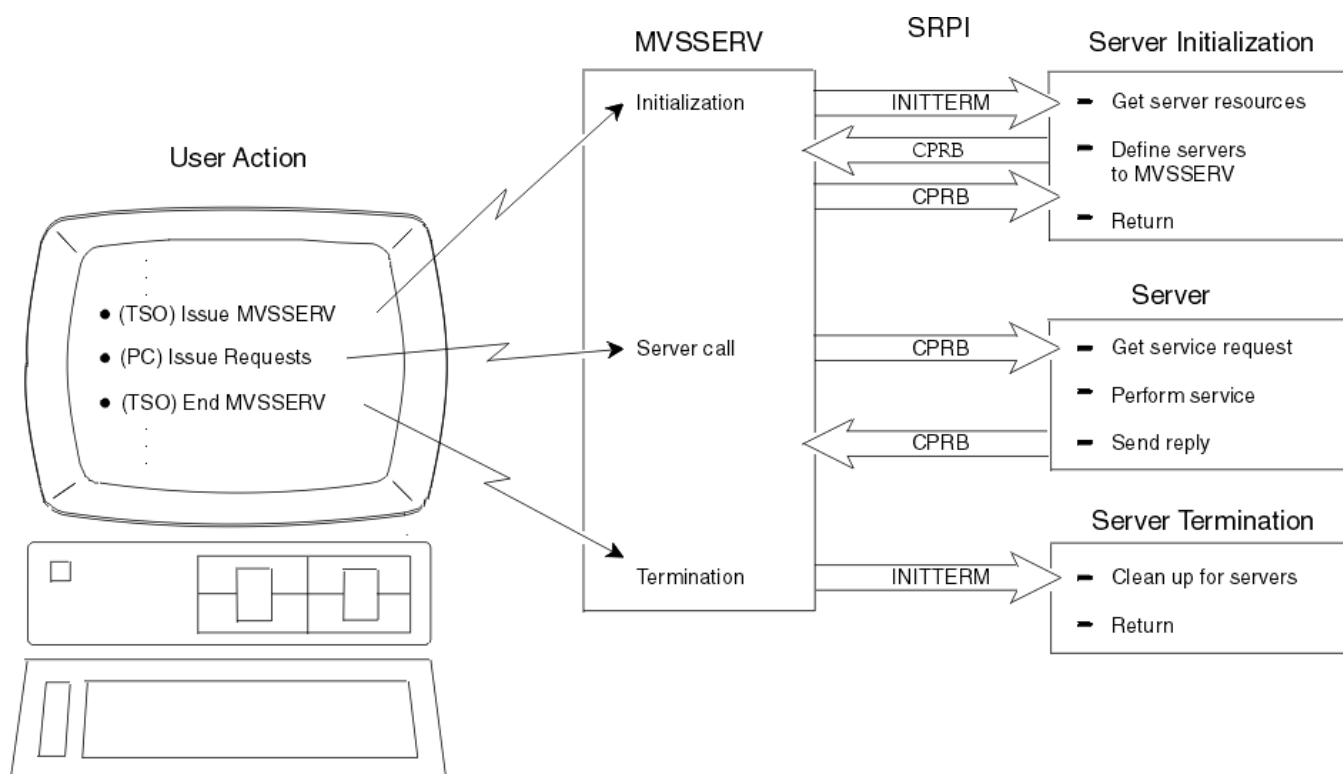 User Action
● (TSO) Issue MVSSERV
● (PC) Issue Requests
● (TSO) End MVSSERV
MVSSERV
Initialization
Server call
Termination
SRPI
INITTERM
CPRB
CPRB
CPRB
CPRB
INITTERM
Server Initialization
- Get server resources
- Define servers
to MVSSERV
- Return
Server
- Get service request
- Perform service
- Send reply
Server Termination
- Clean up for servers
- Return